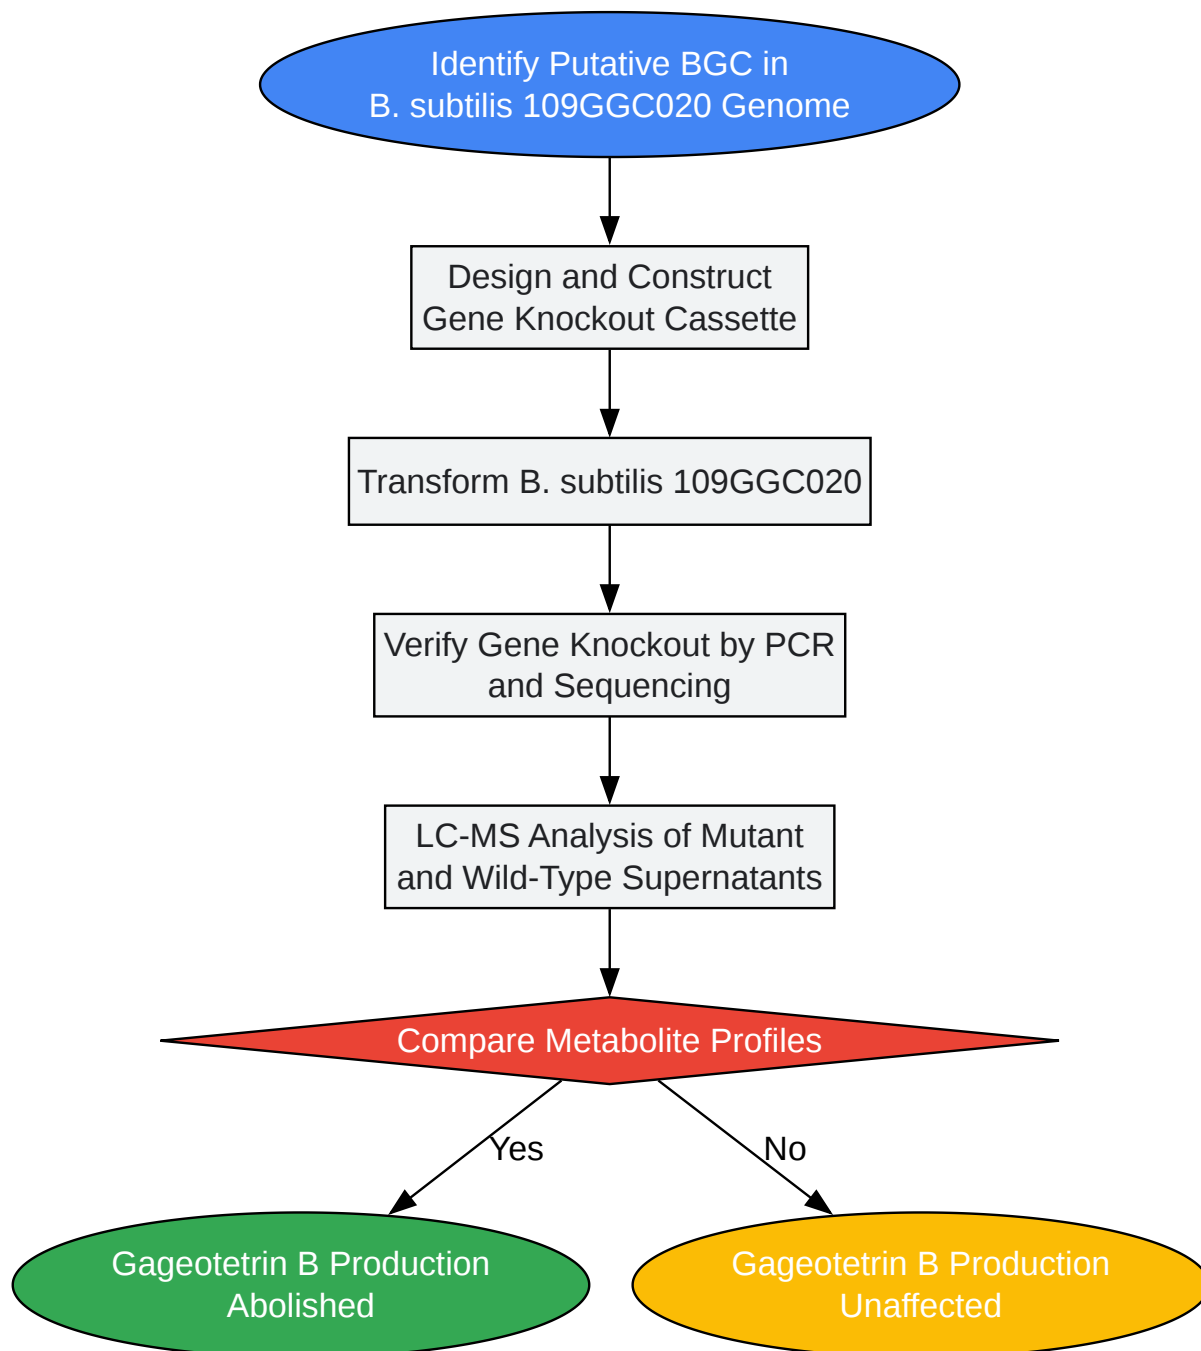 Identify Putative BGC in
B. subtilis 109GGC020 Genome
Design and Construct
Gene Knockout Cassette
Transform B. subtilis 109GGC020
Verify Gene Knockout by PCR
and Sequencing
LC-MS Analysis of Mutant
and Wild-Type Supernatants
Compare Metabolite Profiles
Yes
No
Gageotetrin B Production
Abolished
Gageotetrin B Production
Unaffected